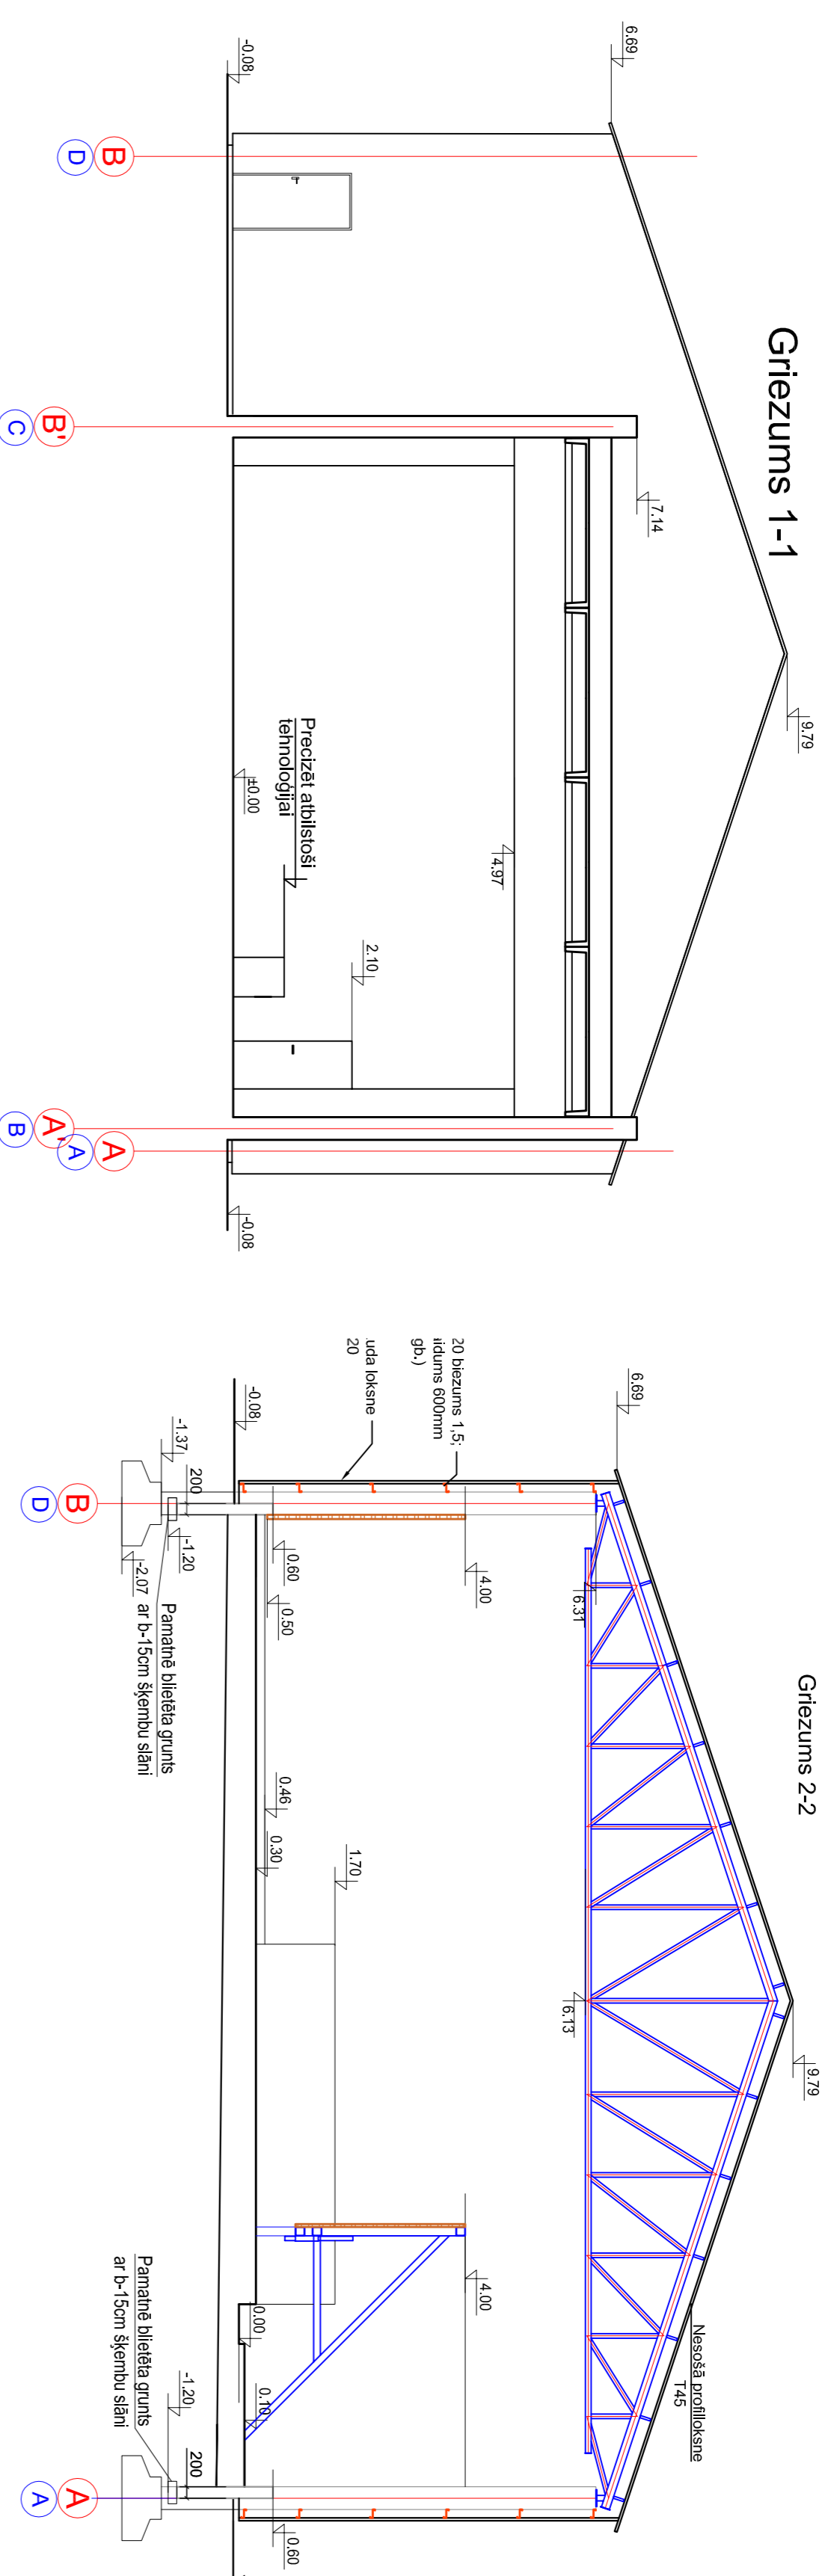 Griezums 1-1
6.69
9.79
7.14
4.97
2.10
Precizēt atbilstoši
tehnoloģijai
±0.00
-0.08
-0.08
B
D
B'
C
A'
B
A
A
Griezums 2-2
6.69
9.79
Nesošā profilloksne
T45
6.31
6.13
20 biezums 1,5;
aidums 600mm
gb.)
uda loksne
20
4.00
4.00
1.70
0.60
0.50
0.46
0.30
0.00
0.10
0.60
-0.08
-1.37
200
-1.20
-2.07
Pamatnē blietēta grunts
ar b-15cm šķembu slāni
-1.20
200
Pamatnē blietēta grunts
ar b-15cm šķembu slāni
B
D
A
A